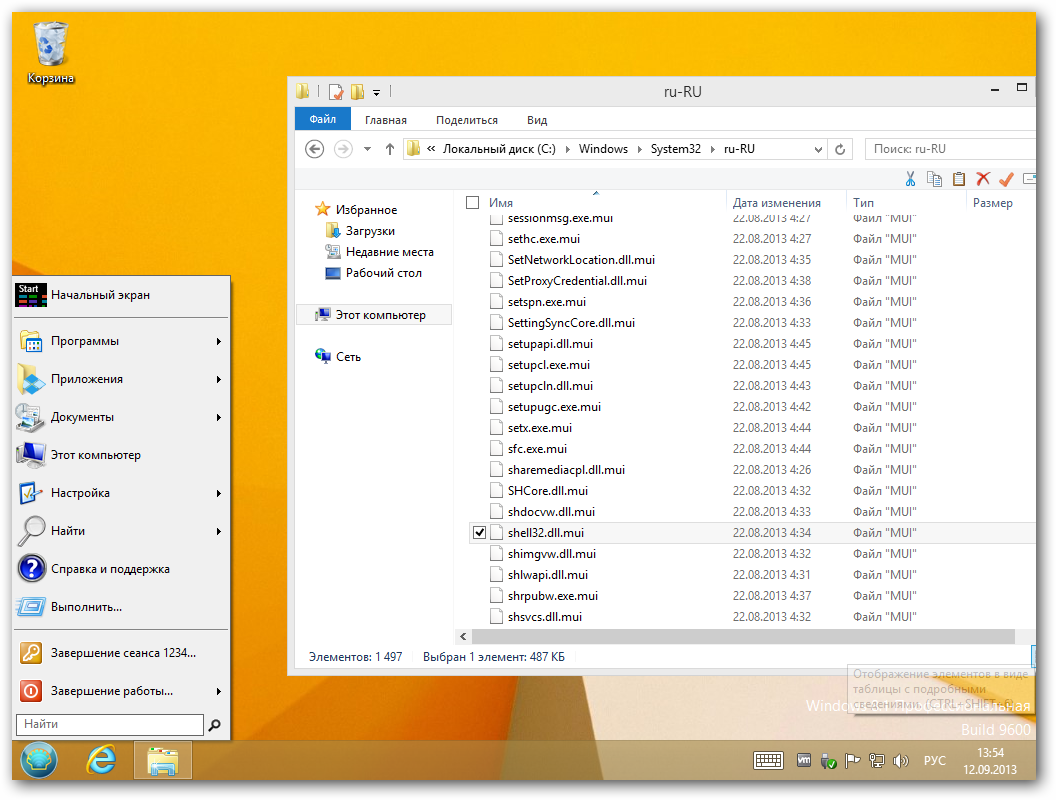 Корзина
ru-RU
Файл Главная Поделиться Вид
« Локальный диск (C:) Windows System32 ru-RU
Поиск: ru-RU
Имя Дата изменения Тип Размер
Избранное
Загрузки
Недавние места
Рабочий стол
Этот компьютер
Сеть
sessionmsg.exe.mui 22.08.2013 4:27 Файл "MUI"
sethc.exe.mui 22.08.2013 4:27 Файл "MUI"
SetNetworkLocation.dll.mui 22.08.2013 4:35 Файл "MUI"
SetProxyCredential.dll.mui 22.08.2013 4:38 Файл "MUI"
setspn.exe.mui 22.08.2013 4:36 Файл "MUI"
SettingSyncCore.dll.mui 22.08.2013 4:33 Файл "MUI"
setupapi.dll.mui 22.08.2013 4:45 Файл "MUI"
setupcl.exe.mui 22.08.2013 4:45 Файл "MUI"
setupcln.dll.mui 22.08.2013 4:43 Файл "MUI"
setupugc.exe.mui 22.08.2013 4:42 Файл "MUI"
setx.exe.mui 22.08.2013 4:44 Файл "MUI"
sfc.exe.mui 22.08.2013 4:44 Файл "MUI"
sharemediacpl.dll.mui 22.08.2013 4:26 Файл "MUI"
SHCore.dll.mui 22.08.2013 4:32 Файл "MUI"
shdocvw.dll.mui 22.08.2013 4:33 Файл "MUI"
shell32.dll.mui 22.08.2013 4:34 Файл "MUI"
shimgvw.dll.mui 22.08.2013 4:32 Файл "MUI"
shlwapi.dll.mui 22.08.2013 4:31 Файл "MUI"
shrpubw.exe.mui 22.08.2013 4:37 Файл "MUI"
shsvcs.dll.mui 22.08.2013 4:32 Файл "MUI"
Элементов: 1 497 Выбран 1 элемент: 487 КБ
Отображение элементов в виде
таблицы с подробными
сведениями. (CTRL+SHIFT+6)
Build 9600
Start
Начальный экран
Программы
Приложения
Документы
Этот компьютер
Настройка
Найти
Справка и поддержка
Выполнить...
Завершение сеанса 1234...
Завершение работы...
Найти
vm
РУС
13:54
12.09.2013